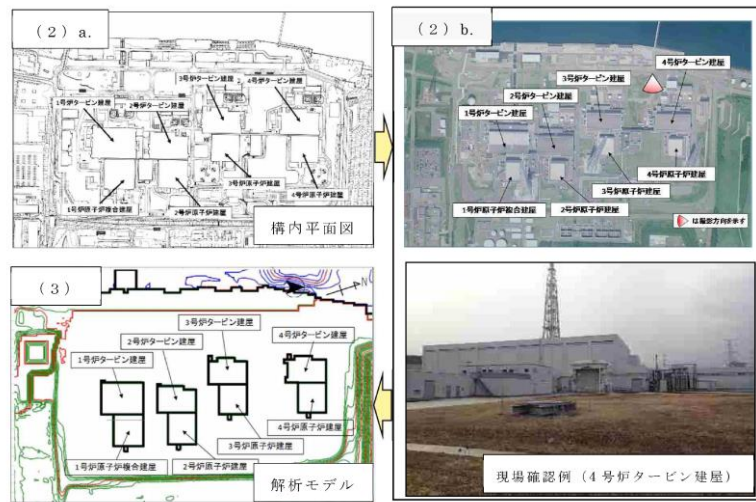 (2) a.
3号炉タービン建屋
4号炉タービン建屋
1号炉タービン建屋
2号炉タービン建屋
1号炉原子炉複合建屋
2号炉原子炉建屋
3号炉原子炉建屋
4号炉原子炉建屋
構内平面図
(2) b.
3号炉タービン建屋
4号炉タービン建屋
2号炉タービン建屋
1号炉タービン建屋
4号炉原子炉建屋
3号炉原子炉建屋
1号炉原子炉複合建屋
2号炉原子炉建屋
は撮影方向を示す
(3)
N
3号炉タービン建屋
2号炉タービン建屋
4号炉タービン建屋
1号炉タービン建屋
4号炉原子炉建屋
3号炉原子炉建屋
1号炉原子炉複合建屋
2号炉原子炉建屋
解析モデル
現場確認例(4号炉タービン建屋)